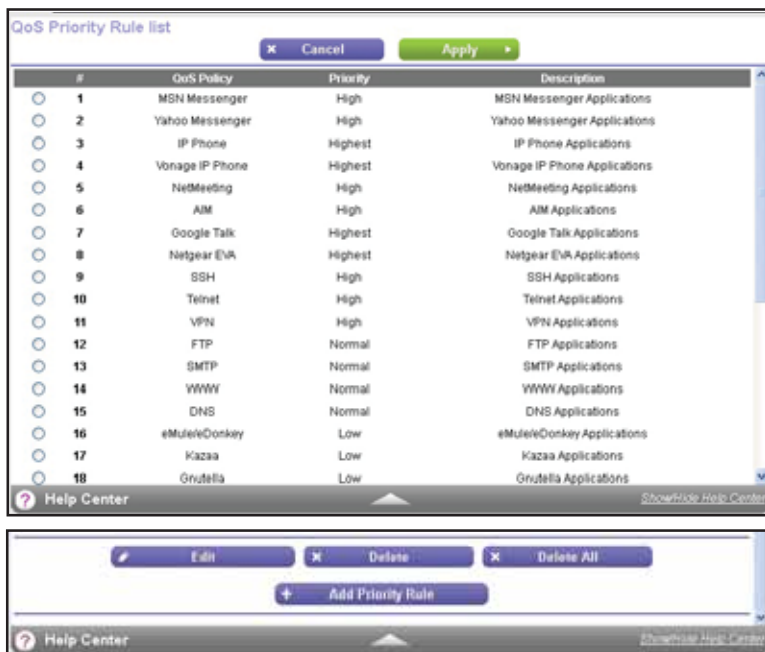 QoS Priority Rule list
Cancel Apply
# QoS Policy Priority Description
1 MSN Messenger High MSN Messenger Applications
2 Yahoo Messenger High Yahoo Messenger Applications
3 IP Phone Highest IP Phone Applications
4 Vonage IP Phone Highest Vonage IP Phone Applications
5 NetMeeting High NetMeeting Applications
6 AIM High AIM Applications
7 Google Talk Highest Google Talk Applications
8 Netgear EVA Highest Netgear EVA Applications
9 SSH High SSH Applications
10 Telnet High Telnet Applications
11 VPN High VPN Applications
12 FTP Normal FTP Applications
13 SMTP Normal SMTP Applications
14 WWW Normal WWW Applications
15 DNS Normal DNS Applications
16 eMule/eDonkey Low eMule/eDonkey Applications
17 Kazaa Low Kazaa Applications
18 Gnutella Low Gnutella Applications
? Help Center Show/Hide Help Center
Edit Delete Delete All
+ Add Priority Rule
? Help Center Show/Hide Help Center